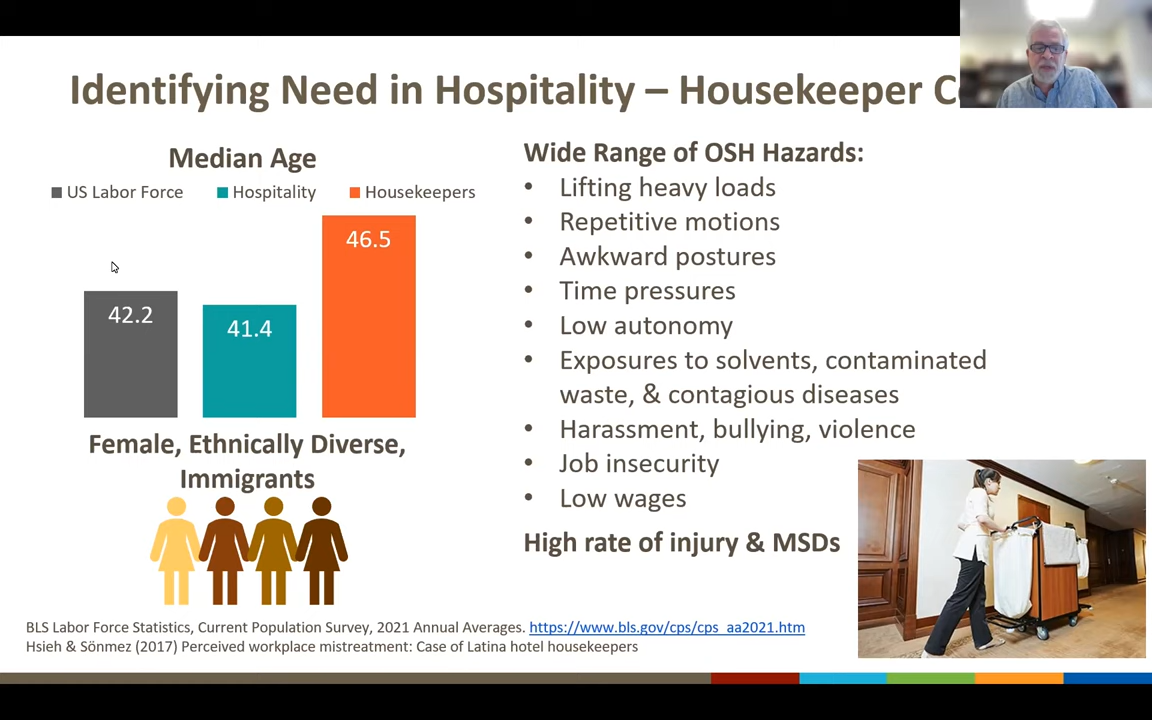 Identifying Need in Hospitality – Housekeeper
Median Age
US Labor Force Hospitality Housekeepers
46.5
42.2
41.4
Female, Ethnically Diverse,
Immigrants
Wide Range of OSH Hazards:
• Lifting heavy loads
• Repetitive motions
• Awkward postures
• Time pressures
• Low autonomy
• Exposures to solvents, contaminated
waste, & contagious diseases
• Harassment, bullying, violence
• Job insecurity
• Low wages
High rate of injury & MSDs
BLS Labor Force Statistics, Current Population Survey, 2021 Annual Averages. https://www.bls.gov/cps/cps_aa2021.htm
Hsieh & Sönmez (2017) Perceived workplace mistreatment: Case of Latina hotel housekeepers